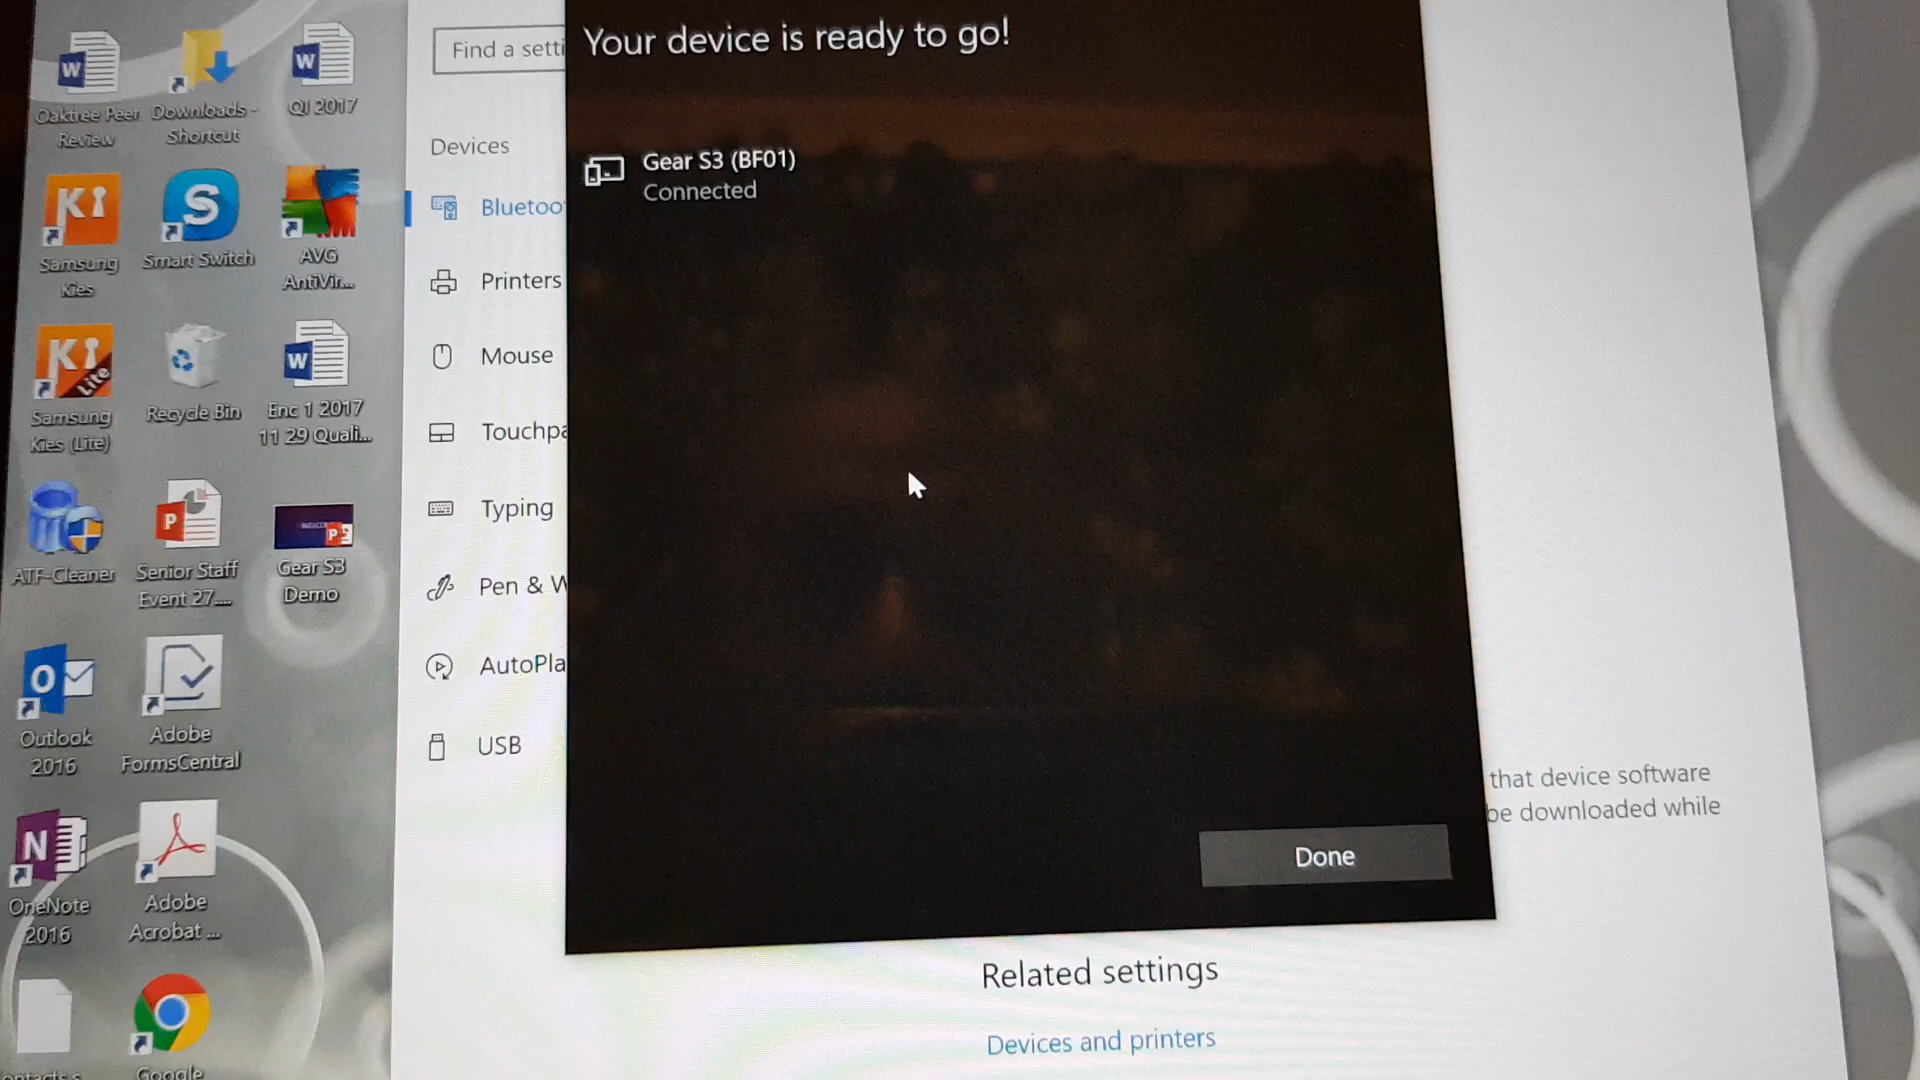 Your device is ready to go!
Gear S3 (BF01)
Connected
Done
Find a setti
Devices
Bluetoo
Printers
Mouse
Touchpa
Typing
Pen & W
AutoPla
USB
that device software
be downloaded while
Related settings
Devices and printers
Oaktree Peer
Review
Downloads -
Shortcut
QI 2017
Samsung
Kies
Smart Switch
AVG
AntiVir...
Samsung
Kies (Lite)
Lite
Recycle Bin
Enc 1 2017
11 29 Quali...
ATF-Cleaner
Senior Staff
Event 27....
Gear S3
Demo
Outlook
2016
Adobe
FormsCentral
OneNote
2016
Adobe
Acrobat ...
Google